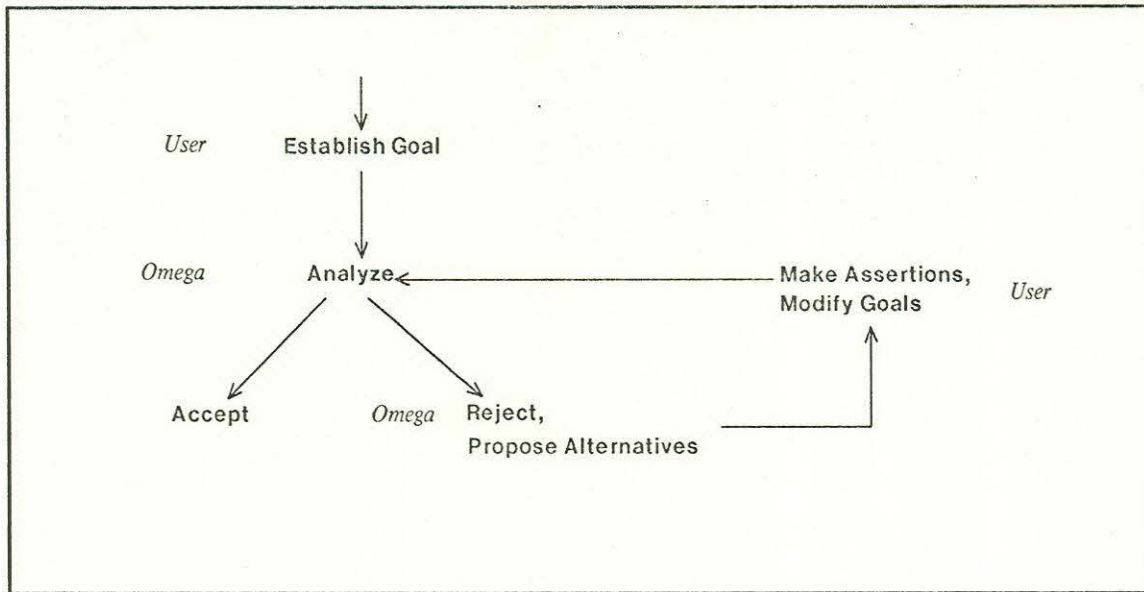 User Establish Goal
Omega Analyze
Make Assertions,
Modify Goals
User
Accept
Omega Reject,
Propose Alternatives